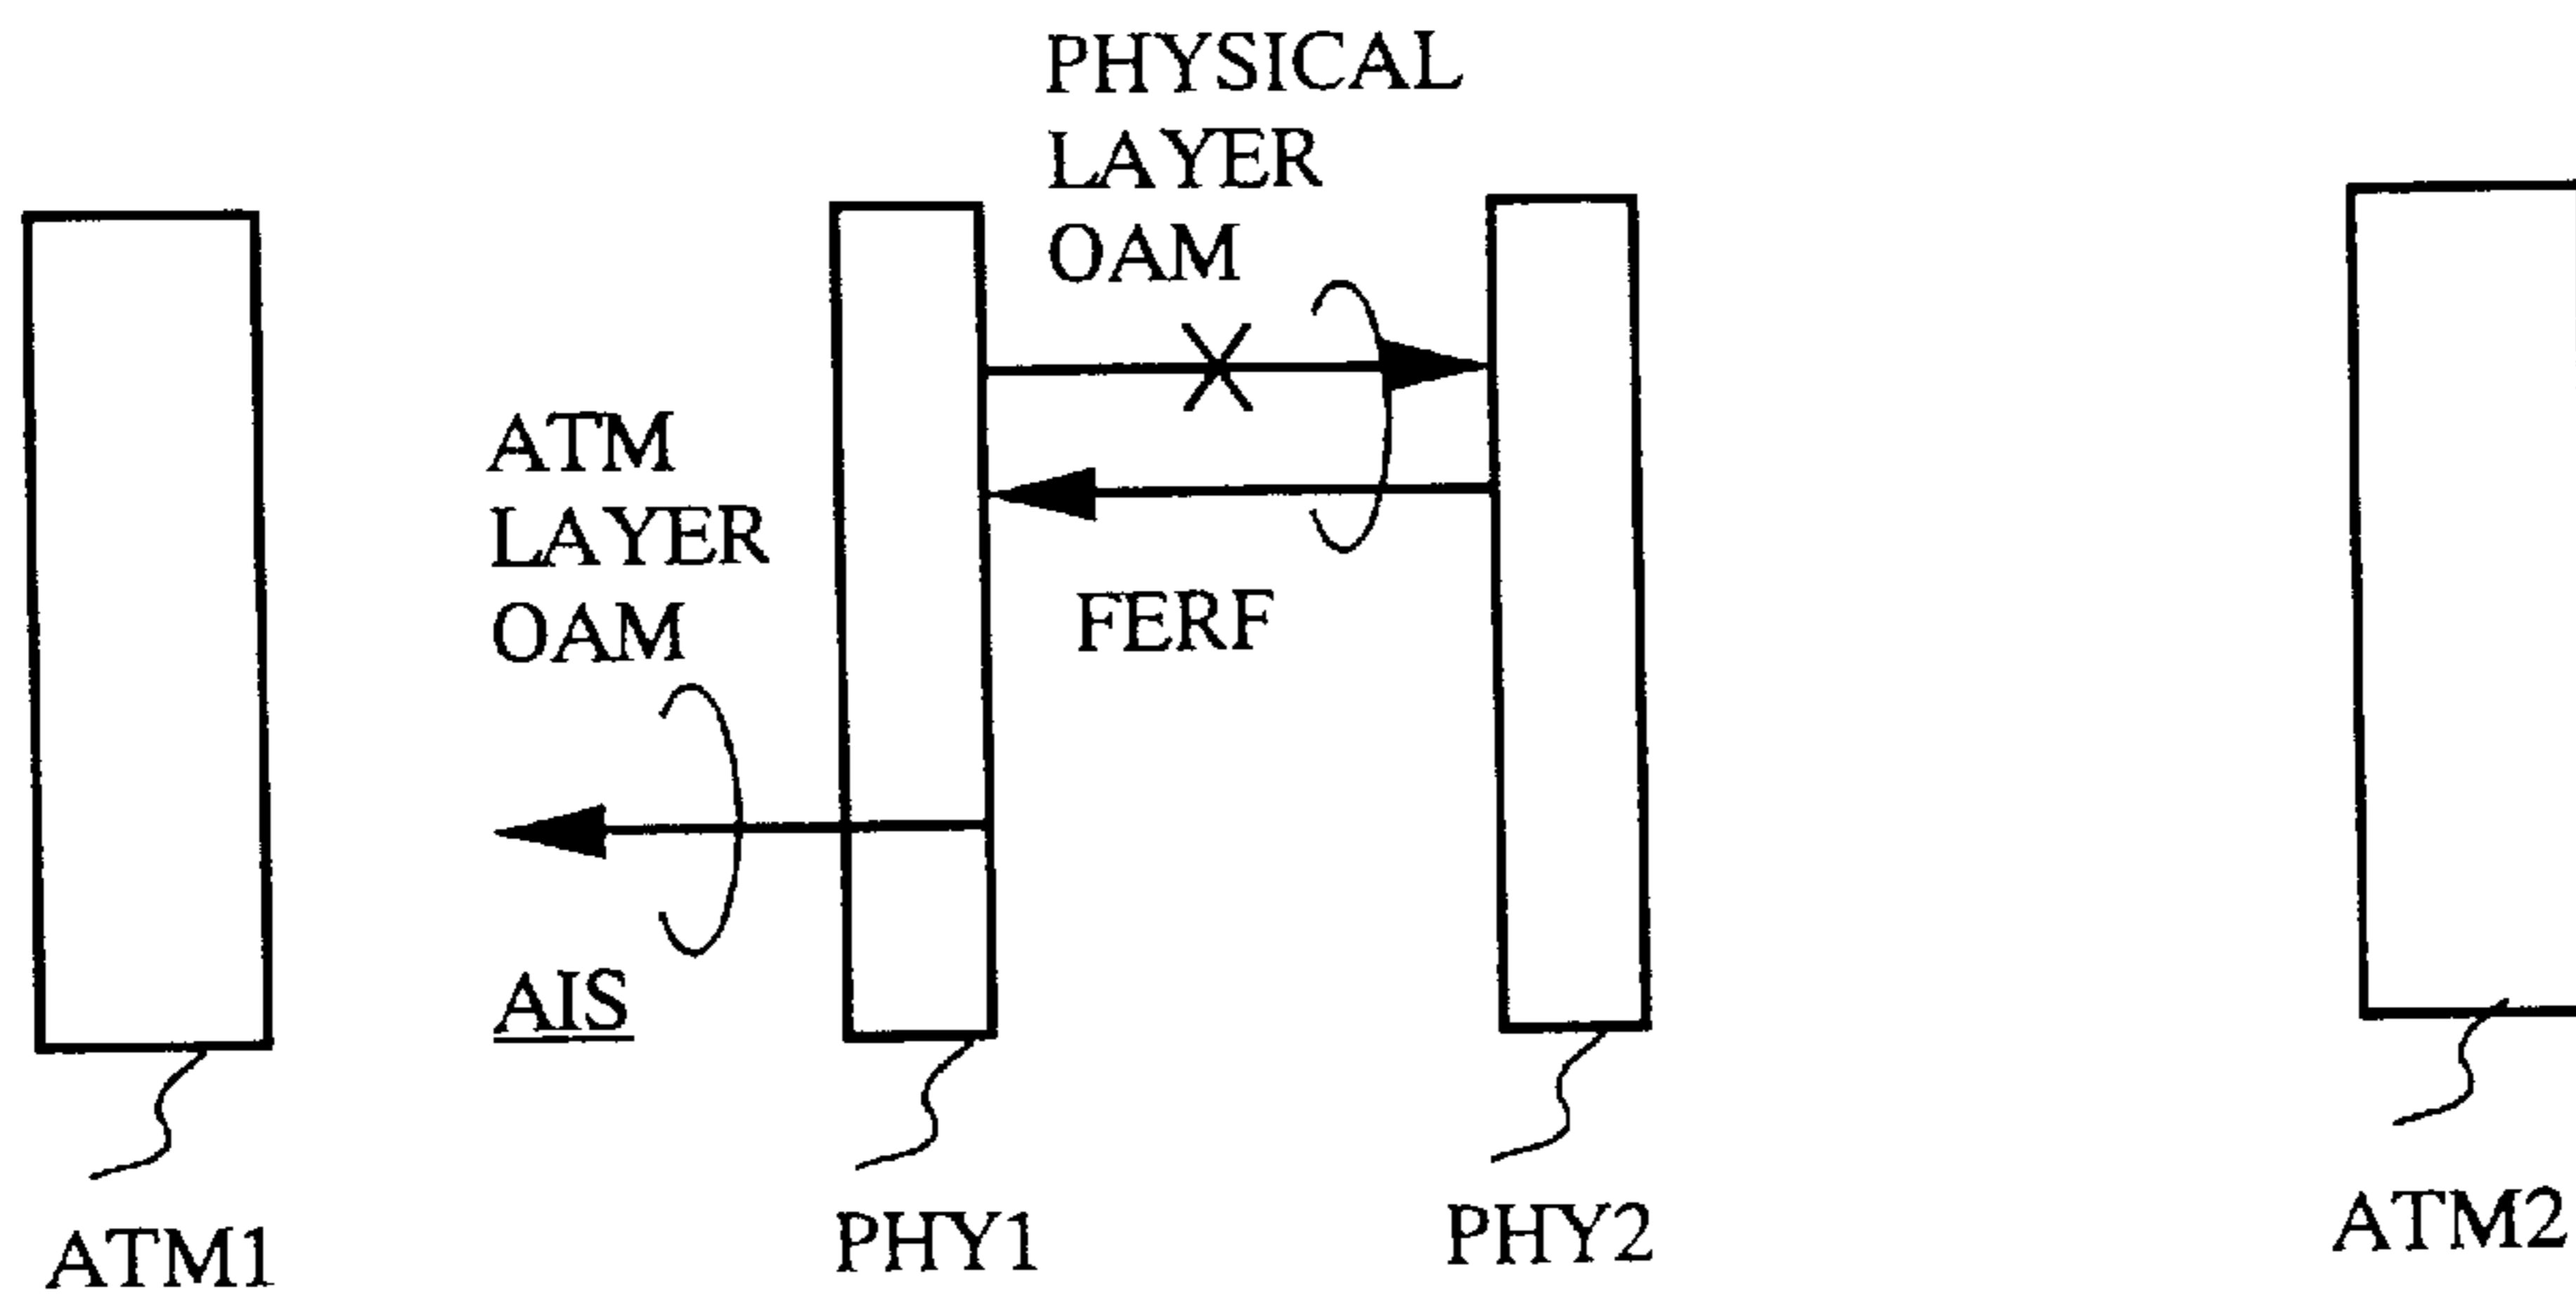 PHYSICAL
LAYER
OAM
ATM
LAYER
OAM
FERF
AIS
ATM1
PHY1
PHY2
ATM2